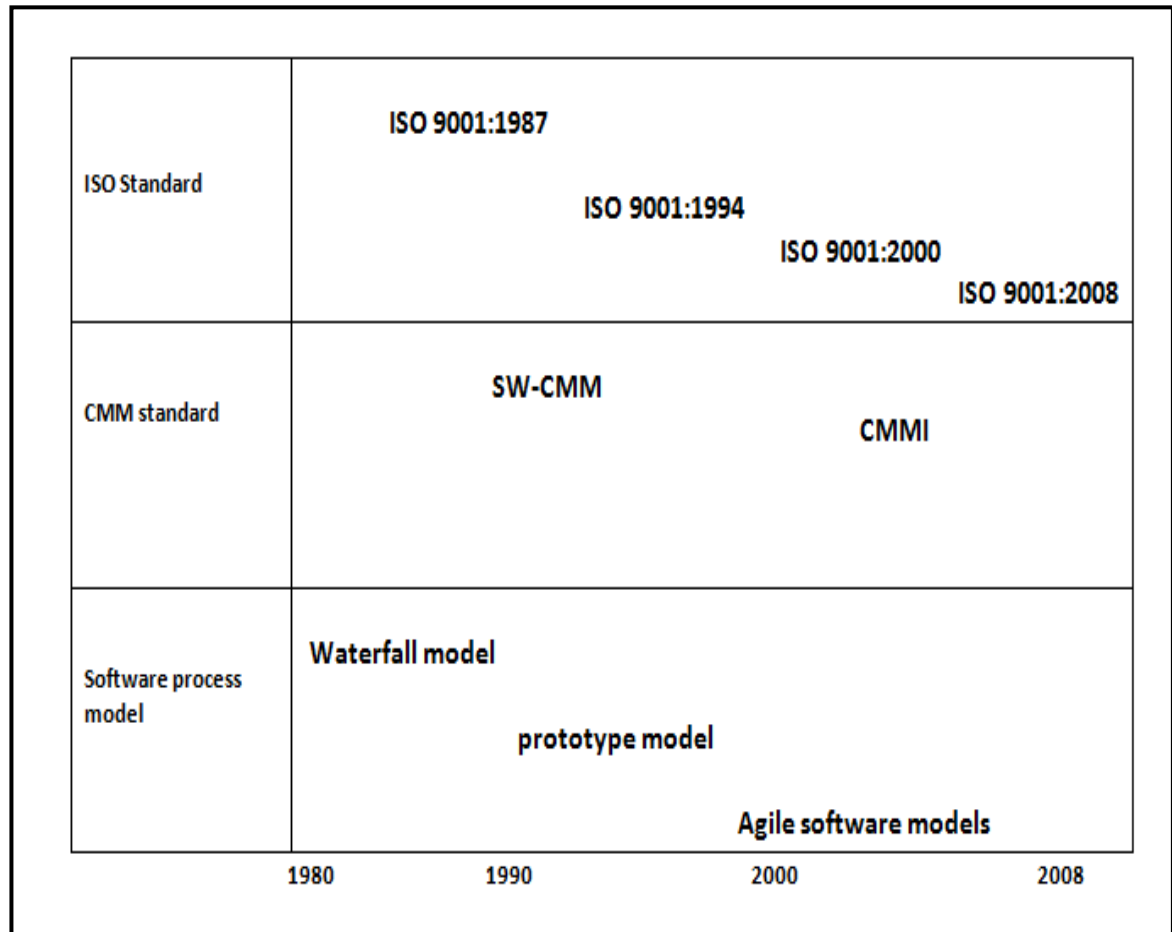 ISO Standard
ISO 9001:1987
ISO 9001:1994
ISO 9001:2000
ISO 9001:2008
CMM standard
SW-CMM
CMMI
Software process
model
Waterfall model
prototype model
Agile software models
1980
1990
2000
2008